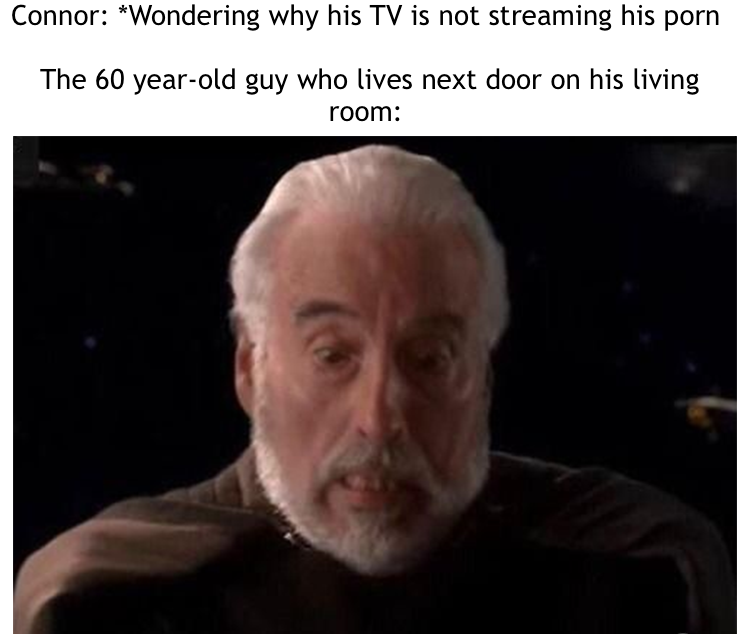 Connor: *Wondering why his TV is not streaming his porn
The 60 year-old guy who lives next door on his living
room: